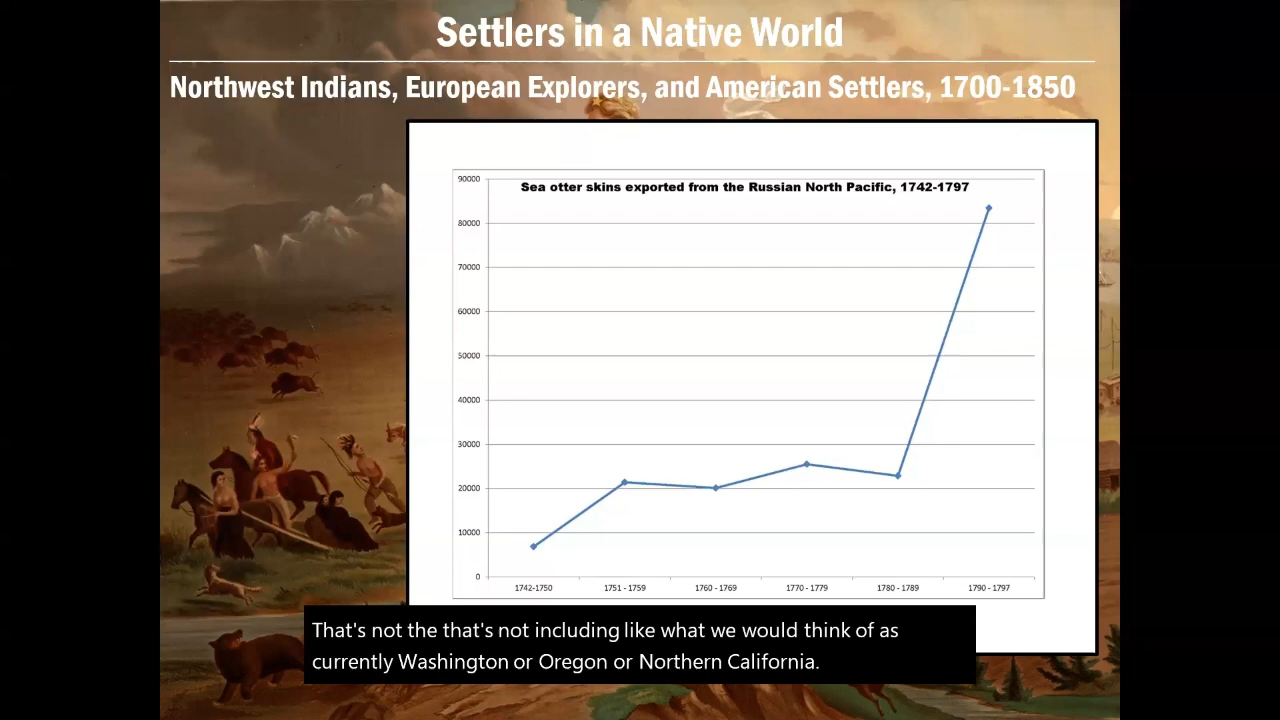 Settlers in a Native World
Northwest Indians, European Explorers, and American Settlers, 1700-1850
Sea otter skins exported from the Russian North Pacific, 1742-1797
90000
80000
70000
60000
50000
40000
30000
20000
10000
0
1742-1750 1751 - 1759 1760 - 1769 1770 - 1779 1780 - 1789 1790 - 1797
That's not the that's not including like what we would think of as
currently Washington or Oregon or Northern California.